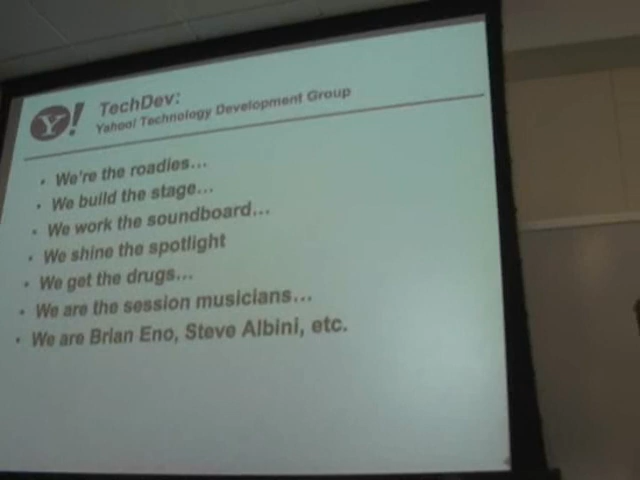 Y!
TechDev:
Yahoo! Technology Development Group
• We're the roadies...
• We build the stage...
• We work the soundboard...
• We shine the spotlight
• We get the drugs...
• We are the session musicians...
• We are Brian Eno, Steve Albini, etc.